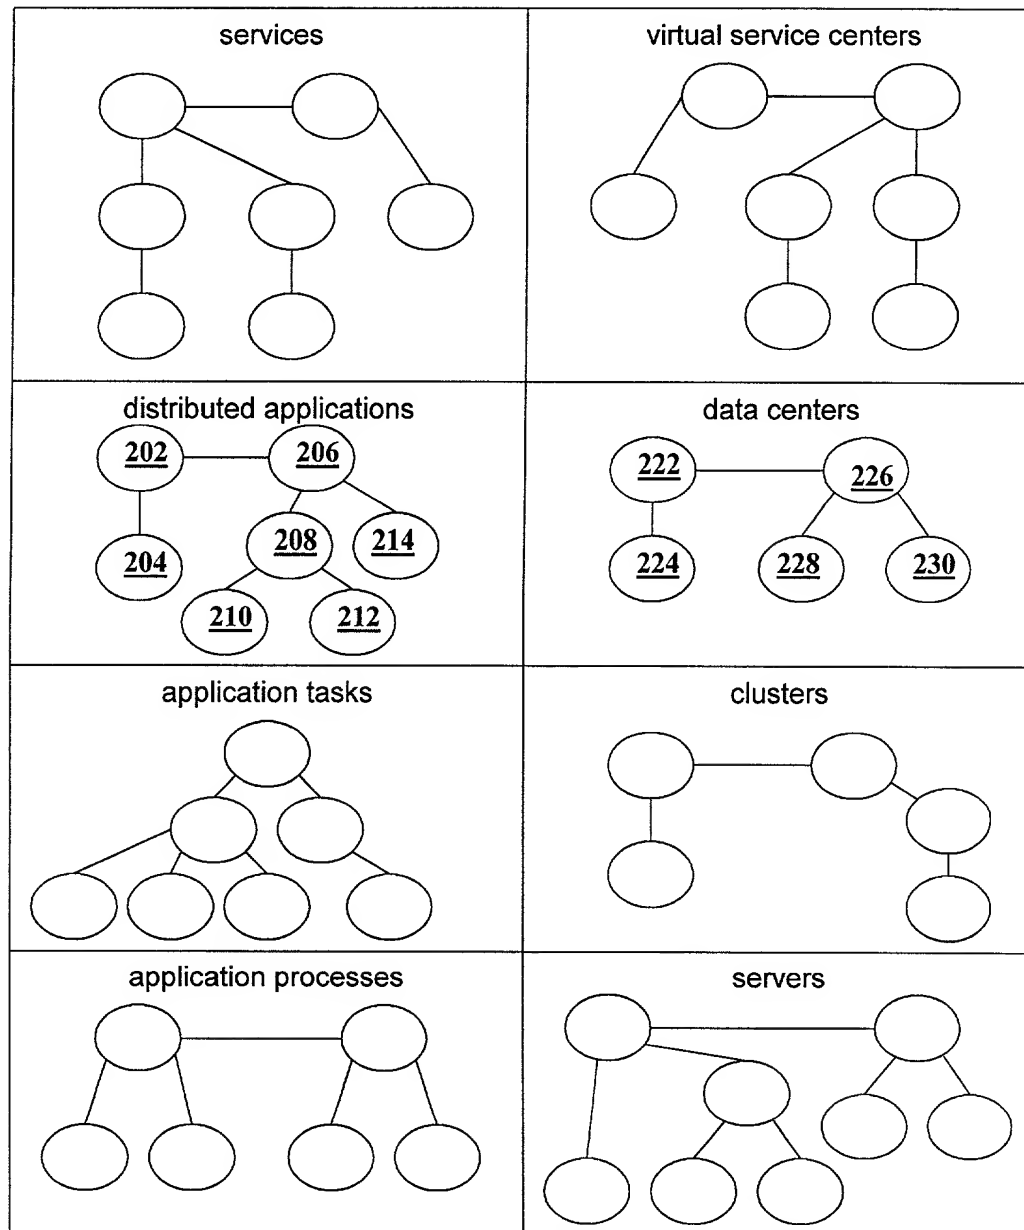 services
virtual service centers
distributed applications
202
206
208
214
204
210
212
data centers
222
226
224
228
230
application tasks
clusters
application processes
servers